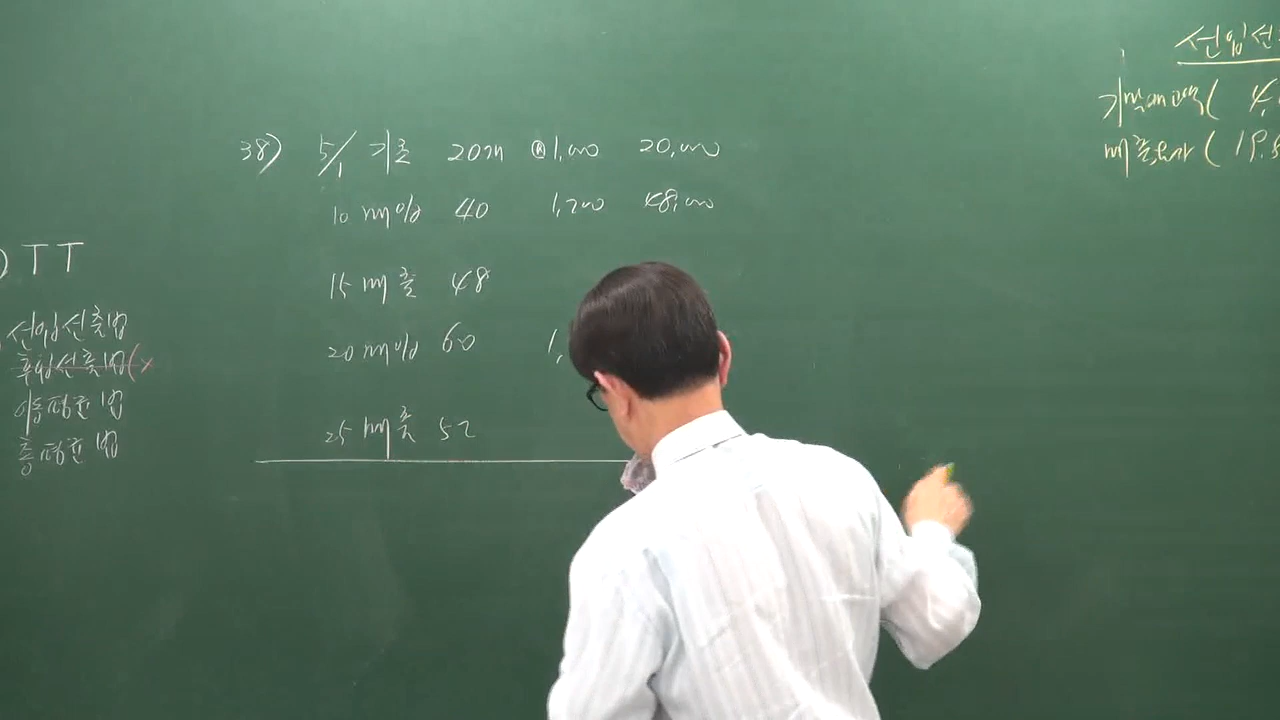 38) 5/1 기초 20개 @1,000 20,000
10 매입 40 1,200 48,000
15 매출 48
20 매입 60 1,
25 매출 52
) T T
선입선출법
후입선출법(×
이동평균법
총평균법
선입선
기말재고액( 4,
매출원가( 19,